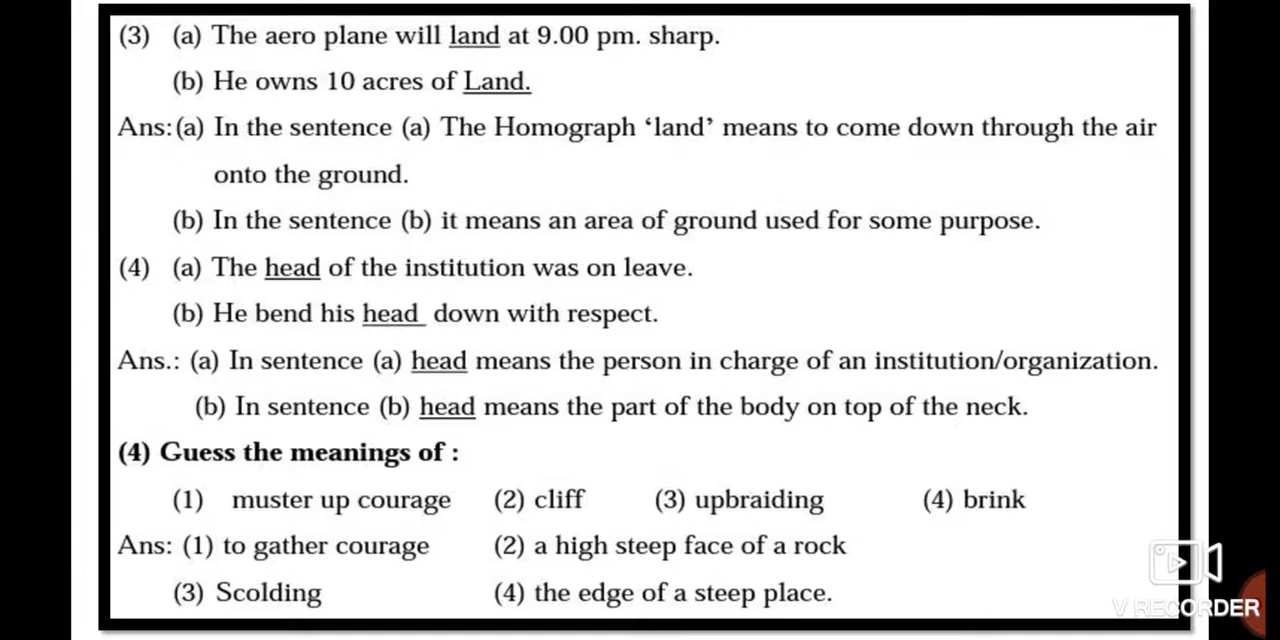 (3) (a) The aero plane will land at 9.00 pm. sharp.
(b) He owns 10 acres of Land.
Ans: (a) In the sentence (a) The Homograph ‘land’ means to come down through the air
onto the ground.
(b) In the sentence (b) it means an area of ground used for some purpose.
(4) (a) The head of the institution was on leave.
(b) He bend his head down with respect.
Ans.: (a) In sentence (a) head means the person in charge of an institution/organization.
(b) In sentence (b) head means the part of the body on top of the neck.
(4) Guess the meanings of :
(1) muster up courage (2) cliff (3) upbraiding (4) brink
Ans: (1) to gather courage (2) a high steep face of a rock
(3) Scolding (4) the edge of a steep place.
V RECORDER